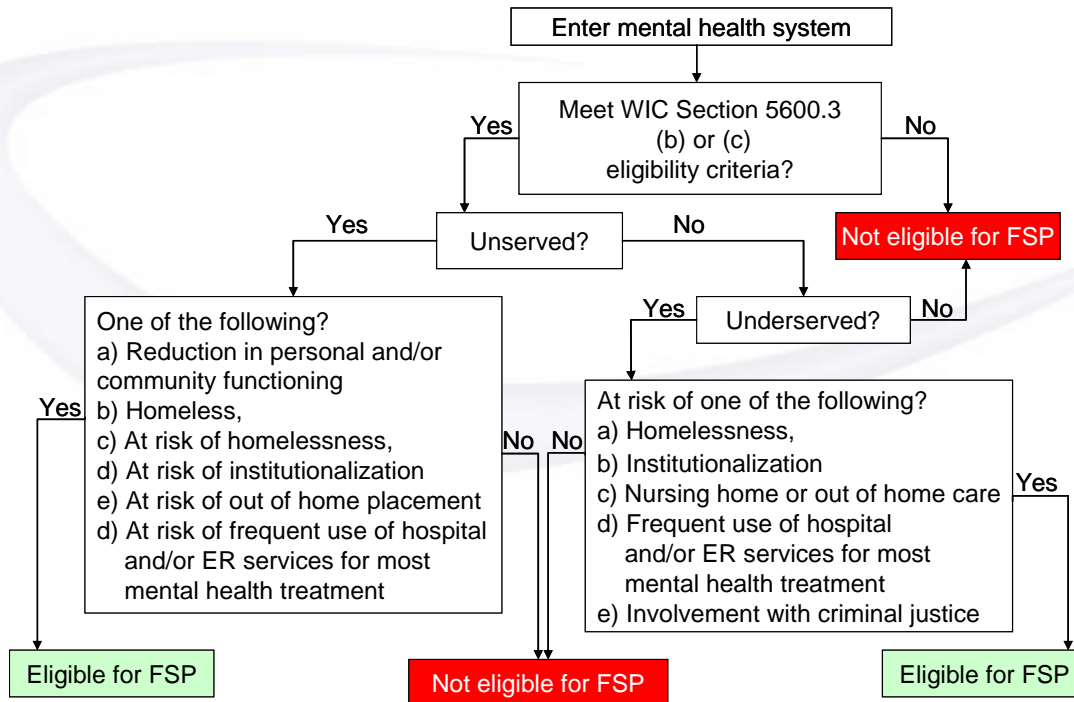 Enter mental health system
Meet WIC Section 5600.3
(b) or (c)
eligibility criteria?
Yes
No
Not eligible for FSP
Unserved?
Yes
No
Underserved?
Yes
No
One of the following?
a) Reduction in personal and/or
community functioning
b) Homeless,
c) At risk of homelessness,
d) At risk of institutionalization
e) At risk of out of home placement
d) At risk of frequent use of hospital
and/or ER services for most
mental health treatment
Yes
No
At risk of one of the following?
a) Homelessness,
b) Institutionalization
c) Nursing home or out of home care
d) Frequent use of hospital
and/or ER services for most
mental health treatment
e) Involvement with criminal justice
No
Yes
Eligible for FSP
Not eligible for FSP
Eligible for FSP